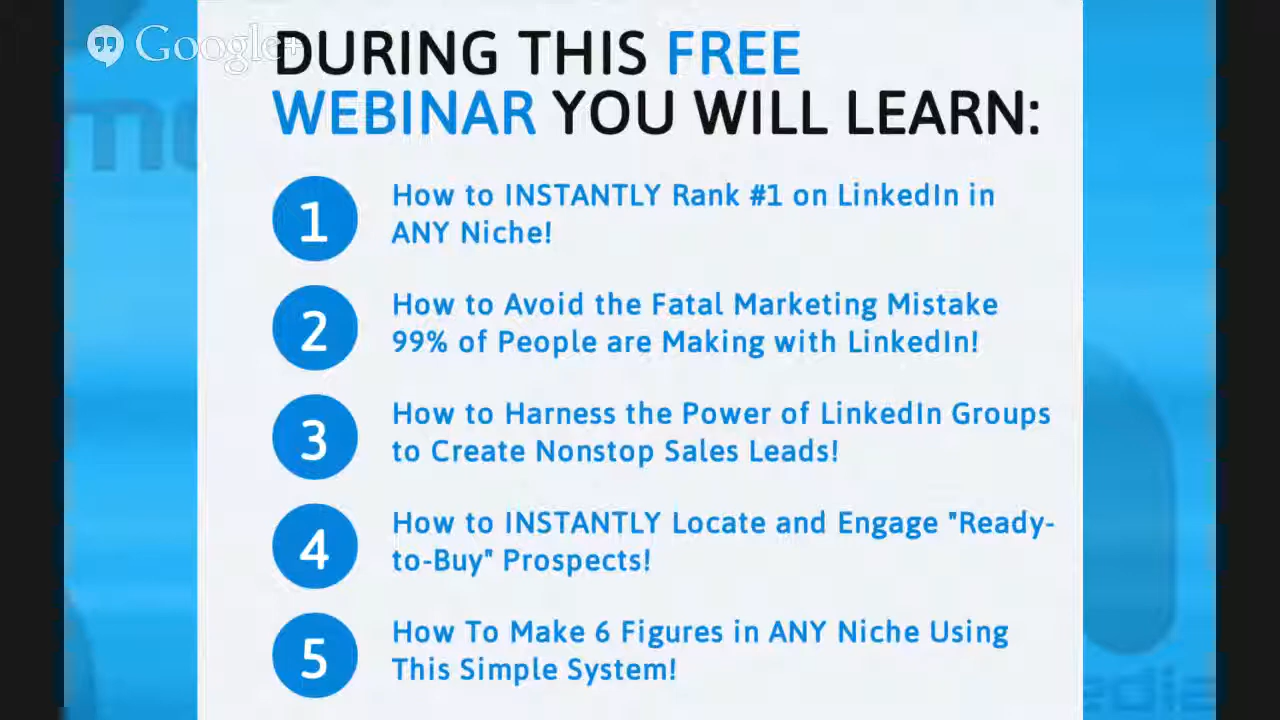 Google+
DURING THIS FREE
WEBINAR YOU WILL LEARN:
1
How to INSTANTLY Rank #1 on LinkedIn in
ANY Niche!
2
How to Avoid the Fatal Marketing Mistake
99% of People are Making with LinkedIn!
3
How to Harness the Power of LinkedIn Groups
to Create Nonstop Sales Leads!
4
How to INSTANTLY Locate and Engage "Ready-
to-Buy" Prospects!
5
How To Make 6 Figures in ANY Niche Using
This Simple System!